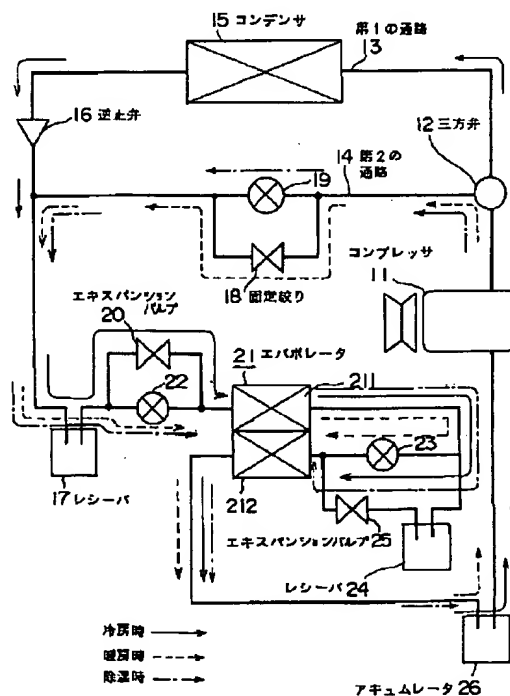 15 コンデンサ
第1の通路
13
16 逆止弁
12 三方弁
14 第2の
通路
19
18 固定絞り
コンプレッサ
11
エキスパンション
バルブ
20
21 エバポレータ
211
22
23
212
17 レシーバ
エキスパンションバルブ 25
レシーバ 24
冷房時
暖房時
除湿時
アキュムレータ 26